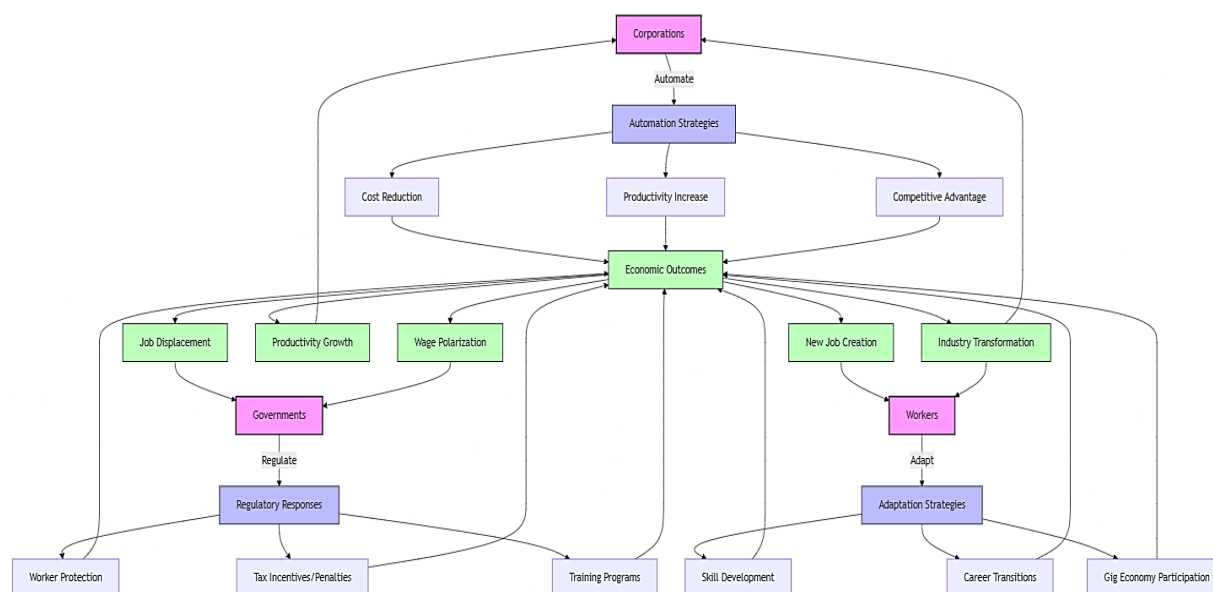 Corporations
Automate
Automation Strategies
Cost Reduction
Productivity Increase
Competitive Advantage
Economic Outcomes
Job Displacement
Productivity Growth
Wage Polarization
New Job Creation
Industry Transformation
Governments
Workers
Regulate
Adapt
Regulatory Responses
Adaptation Strategies
Worker Protection
Tax Incentives/Penalties
Training Programs
Skill Development
Career Transitions
Gig Economy Participation